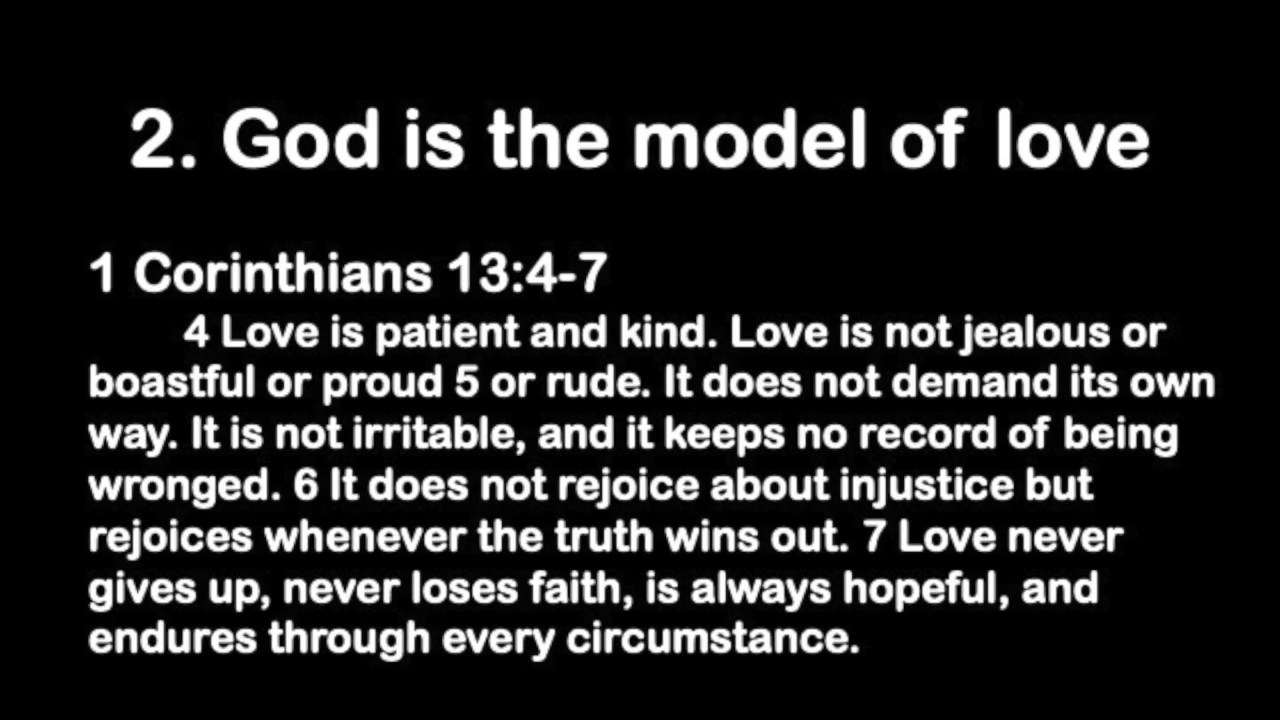 2. God is the model of love
1 Corinthians 13:4-7
4 Love is patient and kind. Love is not jealous or
boastful or proud 5 or rude. It does not demand its own
way. It is not irritable, and it keeps no record of being
wronged. 6 It does not rejoice about injustice but
rejoices whenever the truth wins out. 7 Love never
gives up, never loses faith, is always hopeful, and
endures through every circumstance.